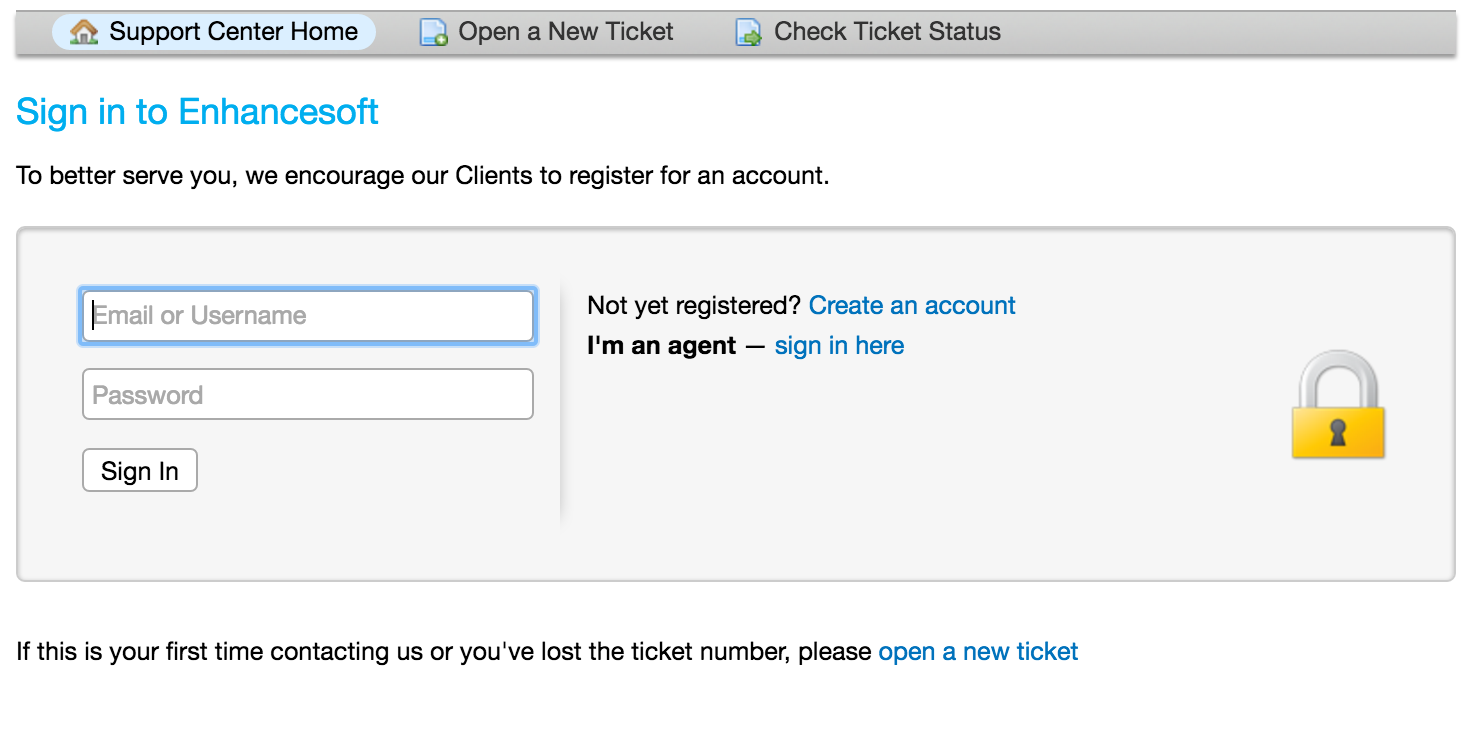 Support Center Home Open a New Ticket Check Ticket Status
Sign in to Enhancesoft
To better serve you, we encourage our Clients to register for an account.
Email or Username
Password
Sign In
Not yet registered? Create an account
I'm an agent — sign in here
If this is your first time contacting us or you've lost the ticket number, please open a new ticket